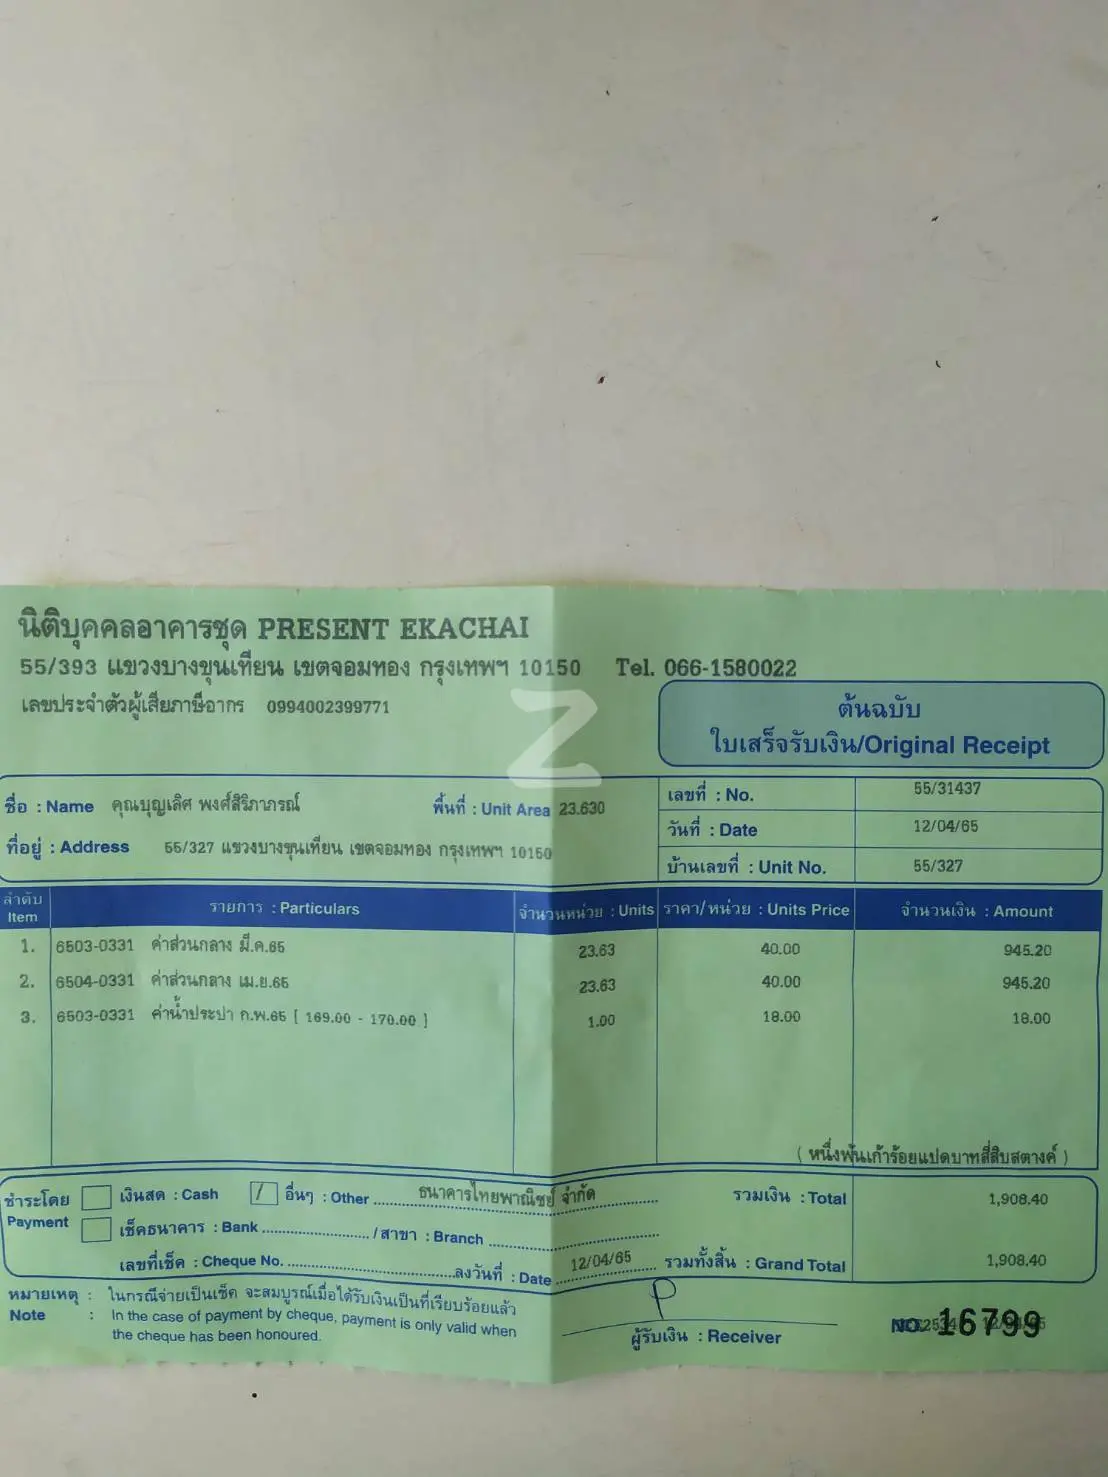 นิติบุคคลอาคารชุด PRESENT EKACHAI
55/393 แขวงบางขุนเทียน เขตจอมทอง กรุงเทพฯ 10150 Tel. 066-1580022
เลขประจำตัวผู้เสียภาษีอากร 0994002399771
Z
ต้นฉบับ
ใบเสร็จรับเงิน/Original Receipt
ชื่อ : Name คุณบุญเลิศ พงศ์สิริภาภรณ์ พื้นที่ : Unit Area 23.630
ที่อยู่ : Address 55/327 แขวงบางขุนเทียน เขตจอมทอง กรุงเทพฯ 10150
เลขที่ : No. 55/31437
วันที่ : Date 12/04/65
บ้านเลขที่ : Unit No. 55/327
ลำดับ Item รายการ : Particulars จำนวนหน่วย : Units ราคา/หน่วย : Units Price จำนวนเงิน : Amount
1. 6503-0331 ค่าส่วนกลาง มี.ค.65 23.63 40.00 945.20
2. 6504-0331 ค่าส่วนกลาง เม.ย.65 23.63 40.00 945.20
3. 6503-0331 ค่าน้ำประปา ก.พ.65 [ 169.00 - 170.00 ] 1.00 18.00 18.00
( หนึ่งพันเก้าร้อยแปดบาทสี่สิบสตางค์ )
ชำระโดย เงินสด : Cash / อื่นๆ : Other ธนาคารไทยพาณิชย์ จำกัด รวมเงิน : Total 1,908.40
Payment เช็คธนาคาร : Bank / สาขา : Branch
เลขที่เช็ค : Cheque No. ลงวันที่ : Date 12/04/65 รวมทั้งสิ้น : Grand Total 1,908.40
หมายเหตุ : ในกรณีจ่ายเป็นเช็ค จะสมบูรณ์เมื่อได้รับเงินเป็นที่เรียบร้อยแล้ว
Note : In the case of payment by cheque, payment is only valid when
the cheque has been honoured.
ผู้รับเงิน : Receiver
NO. 16799